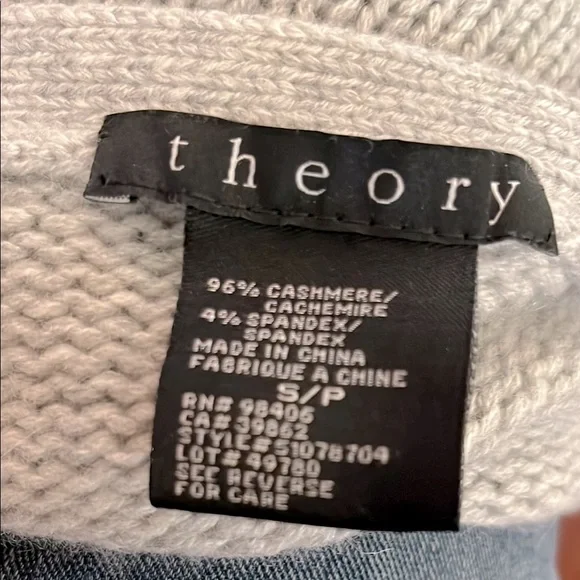 theory
96% CASHMERE/
CACHEMIRE
4% SPANDEX/
SPANDEX
MADE IN CHINA
FABRIQUE A CHINE
S/P
RN# 98406
CA# 39862
STYLE# 51078704
LOT# 49780
SEE REVERSE
FOR CARE